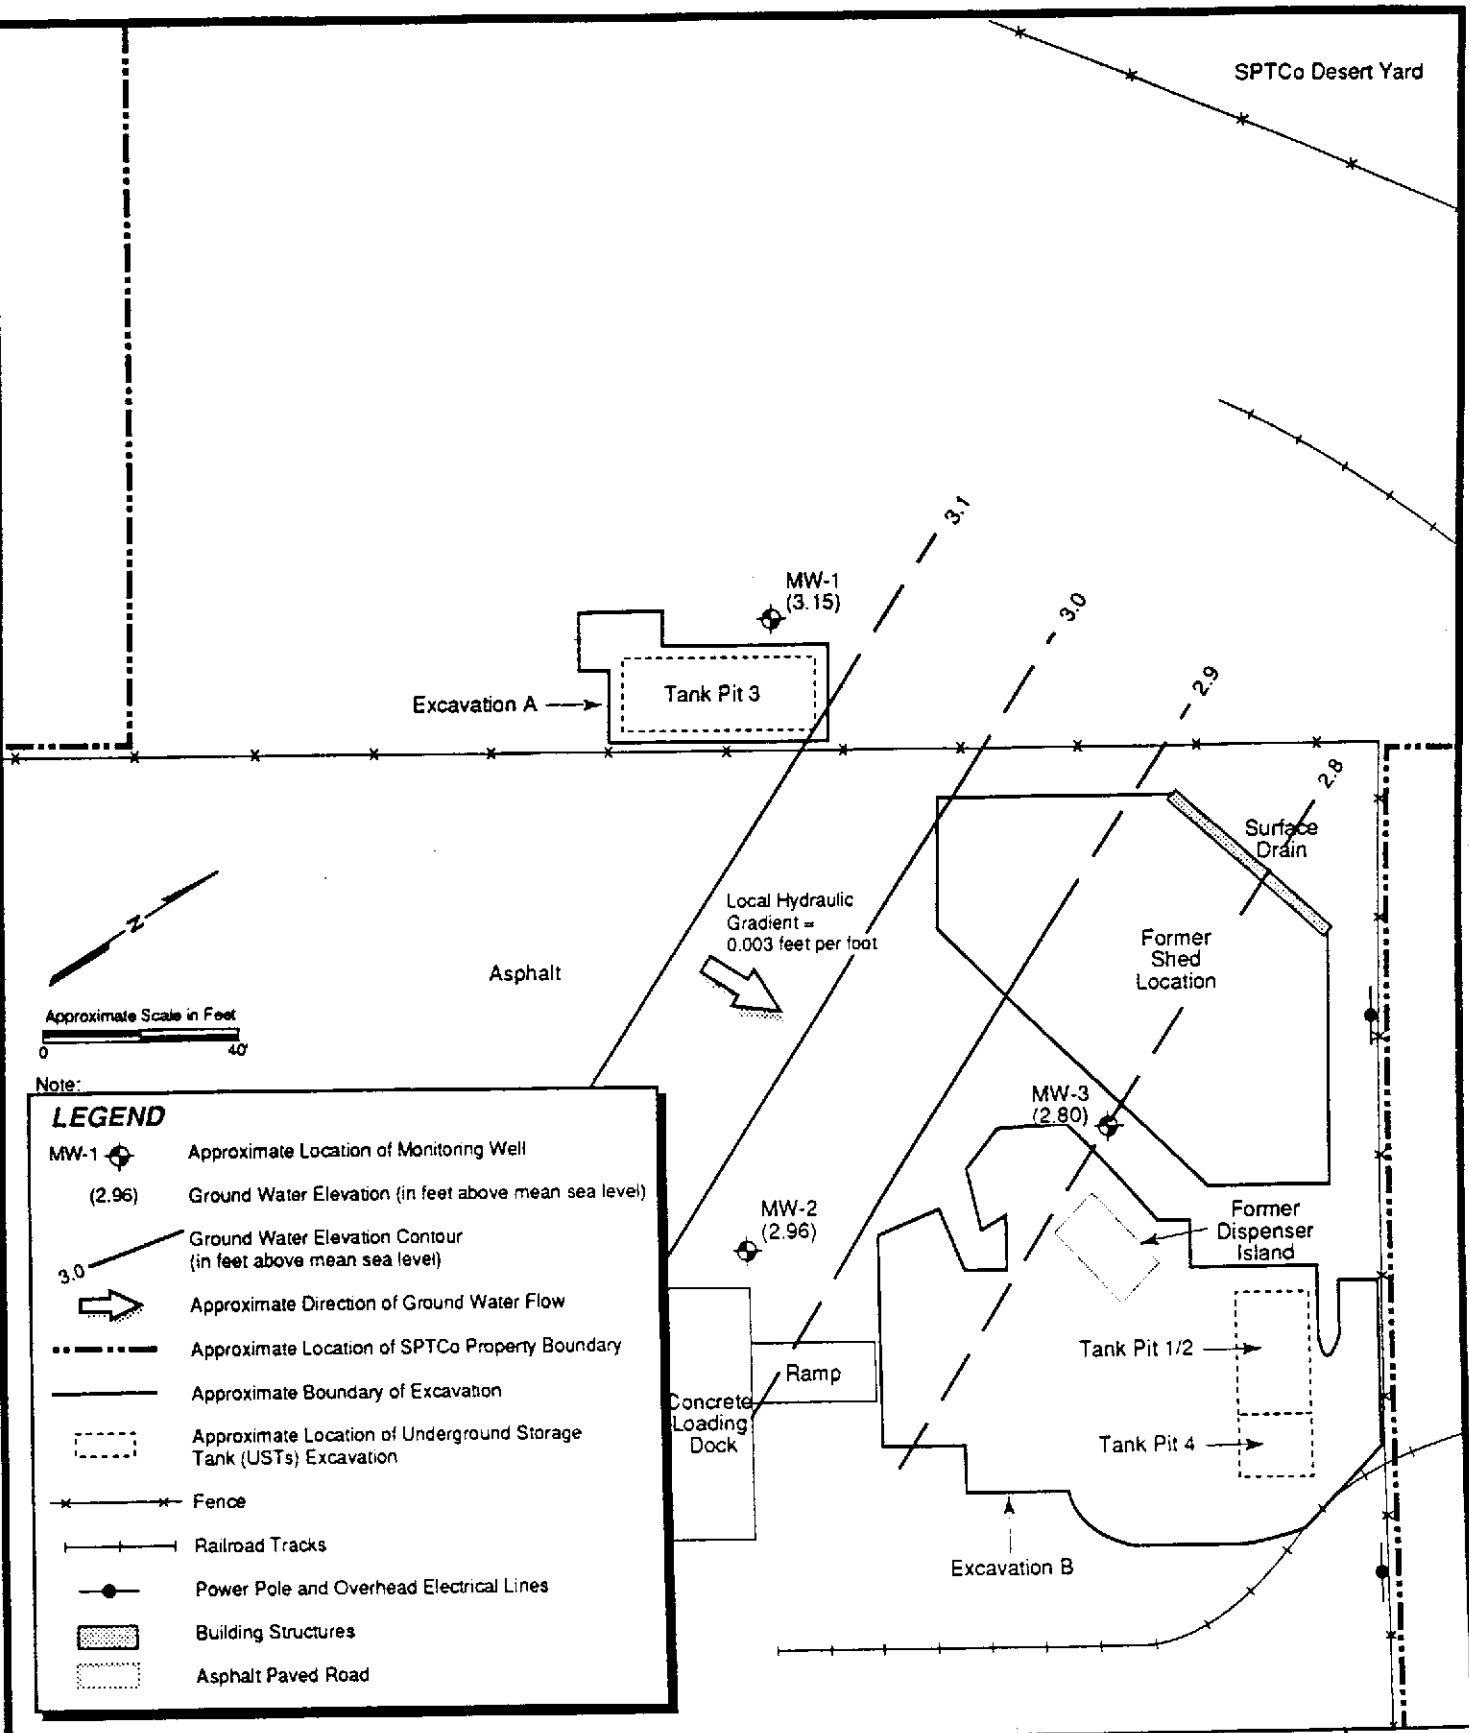 SPTCo Desert Yard
3.1
MW-1
(3.15)
3.0
Tank Pit 3
Excavation A
2.9
2.8
Surface
Drain
N
Local Hydraulic
Gradient =
0.003 feet per foot
Former
Shed
Location
Asphalt
Approximate Scale in Feet
0 40'
Note:
LEGEND
MW-1 Approximate Location of Monitoring Well
(2.96) Ground Water Elevation (in feet above mean sea level)
3.0 Ground Water Elevation Contour
(in feet above mean sea level)
Approximate Direction of Ground Water Flow
Approximate Location of SPTCo Property Boundary
Approximate Boundary of Excavation
Approximate Location of Underground Storage
Tank (USTs) Excavation
Fence
Railroad Tracks
Power Pole and Overhead Electrical Lines
Building Structures
Asphalt Paved Road
MW-3
(2.80)
MW-2
(2.96)
Former
Dispenser
Island
Tank Pit 1/2
Ramp
Concrete
Loading
Dock
Tank Pit 4
Excavation B